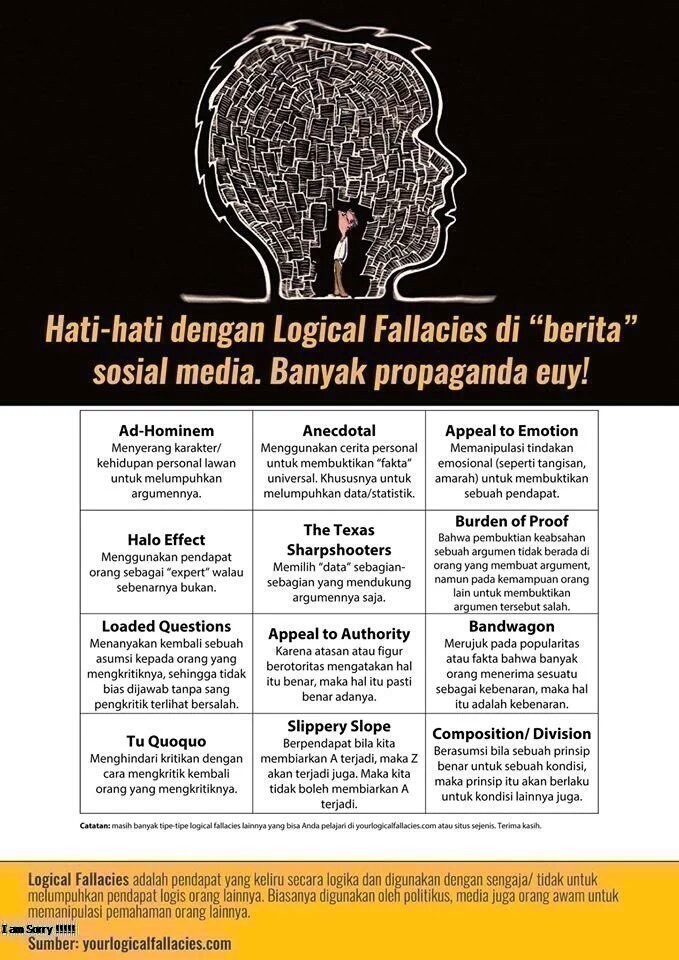 Hati-hati dengan Logical Fallacies di “berita”
sosial media. Banyak propaganda euy!
Ad-Hominem
Menyerang karakter/
kehidupan personal lawan
untuk melumpuhkan
argumennya.
Anecdotal
Menggunakan cerita personal
untuk membuktikan “fakta”
universal. Khususnya untuk
melumpuhkan data/statistik.
Appeal to Emotion
Memanipulasi tindakan
emosional (seperti tangisan,
amarah) untuk membuktikan
sebuah pendapat.
Halo Effect
Menggunakan pendapat
orang sebagai “expert” walau
sebenarnya bukan.
The Texas
Sharpshooters
Memilih “data” sebagian-
sebagian yang mendukung
argumennya saja.
Burden of Proof
Bahwa pembuktian keabsahan
sebuah argumen tidak berada di
orang yang membuat argument,
namun pada kemampuan orang
lain untuk membuktikan
argumen tersebut salah.
Loaded Questions
Menanyakan kembali sebuah
asumsi kepada orang yang
mengkritiknya, sehingga tidak
bias dijawab tanpa sang
pengkritik terlihat bersalah.
Appeal to Authority
Karena atasan atau figur
berotoritas mengatakan hal
itu benar, maka hal itu pasti
benar adanya.
Bandwagon
Merujuk pada popularitas
atau fakta bahwa banyak
orang menerima sesuatu
sebagai kebenaran, maka hal
itu adalah kebenaran.
Tu Quoquo
Menghindari kritikan dengan
cara mengkritik kembali
orang yang mengkritiknya.
Slippery Slope
Berpendapat bila kita
membiarkan A terjadi, maka Z
akan terjadi juga. Maka kita
tidak boleh membiarkan A
terjadi.
Composition/ Division
Berasumsi bila sebuah prinsip
benar untuk sebuah kondisi,
maka prinsip itu akan berlaku
untuk kondisi lainnya juga.
Catatan: masih banyak tipe-tipe logical fallacies lainnya yang bisa Anda pelajari di yourlogicalfallacies.com atau situs sejenis. Terima kasih.
Logical Fallacies adalah pendapat yang keliru secara logika dan digunakan dengan sengaja/ tidak untuk
melumpuhkan pendapat logis orang lainnya. Biasanya digunakan oleh politikus, media juga orang awam untuk
memanipulasi pemahaman orang lainnya.
I am Sorry !!!!!
Sumber: yourlogicalfallacies.com